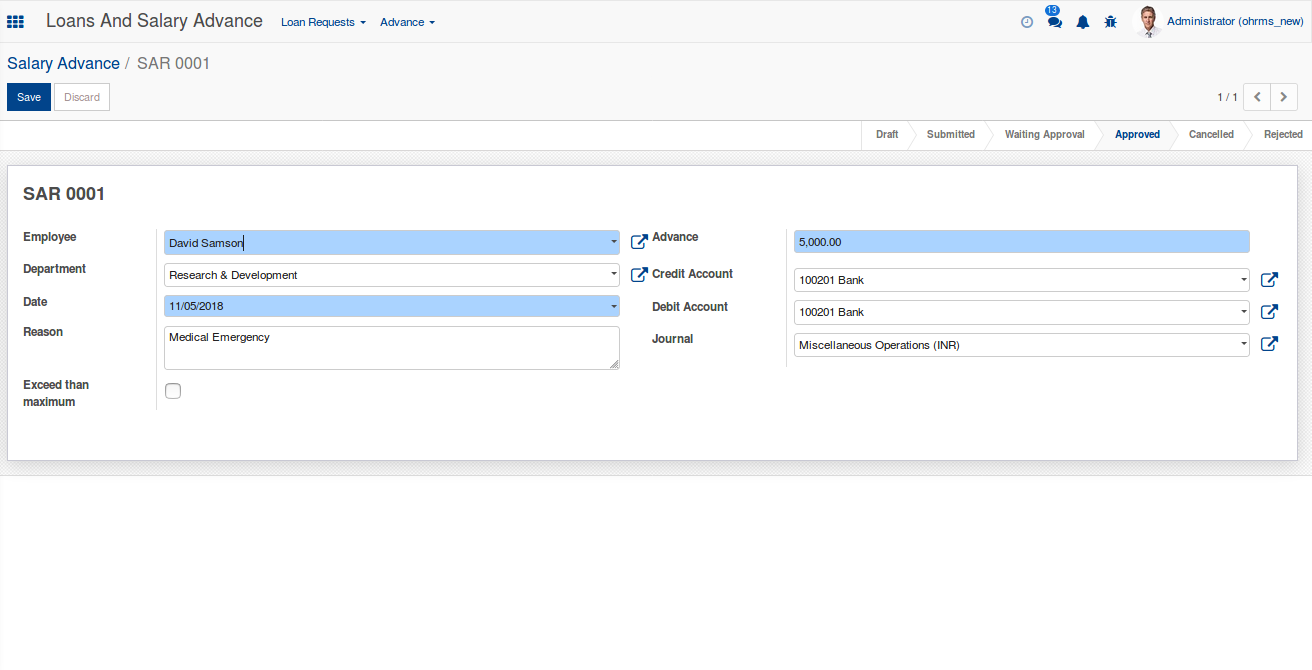 Loans And Salary Advance Loan Requests Advance 13 Administrator (ohrms_new)
Salary Advance / SAR 0001
Save Discard 1 / 1
Draft Submitted Waiting Approval Approved Cancelled Rejected
SAR 0001
Employee David Samson
Department Research & Development
Date 11/05/2018
Reason Medical Emergency
Exceed than
maximum
Advance 5,000.00
Credit Account 100201 Bank
Debit Account 100201 Bank
Journal Miscellaneous Operations (INR)